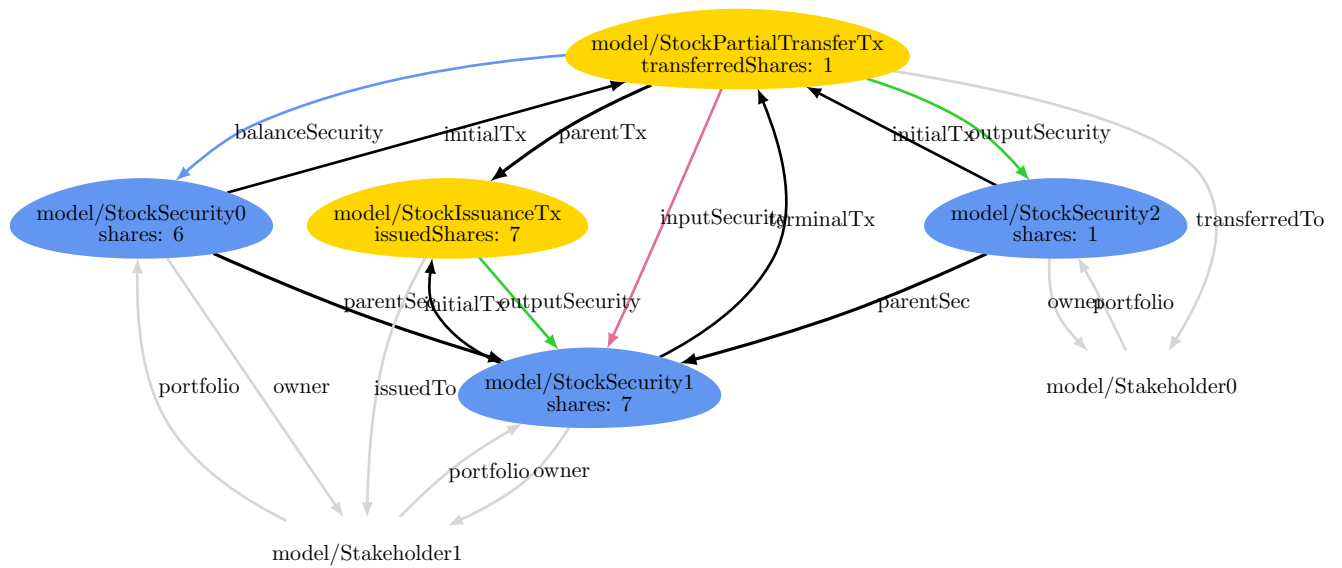 model/StockPartialTransferTx
transferredShares: 1
balanceSecurity
initialTx
parentTx
initialTx
outputSecurity
model/StockSecurity0
shares: 6
model/StockIssuanceTx
issuedShares: 7
inputSecurity
terminalTx
model/StockSecurity2
shares: 1
transferredTo
parentSec
initialTx
outputSecurity
parentSec
owner
portfolio
portfolio
owner
issuedTo
model/StockSecurity1
shares: 7
model/Stakeholder0
portfolio
owner
model/Stakeholder1